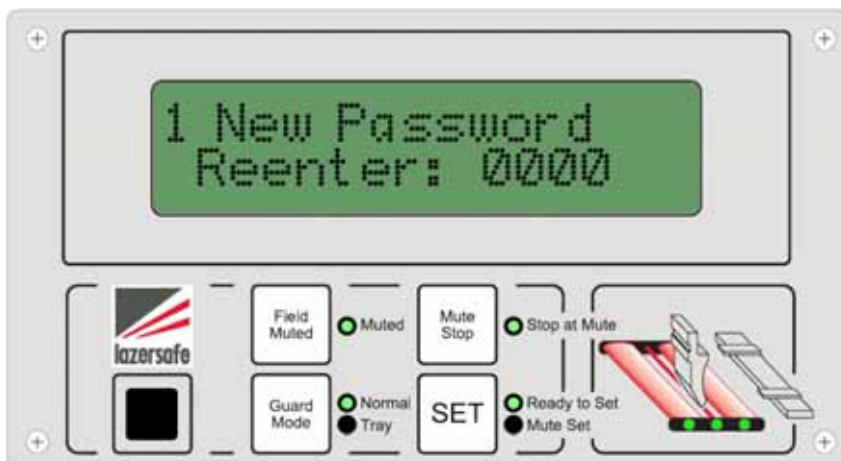 1 New Password
Reenter: 0000
lazersafe
Field
Muted
Muted
Mute
Stop
Stop at Mute
Guard
Mode
Normal
Tray
SET
Ready to Set
Mute Set